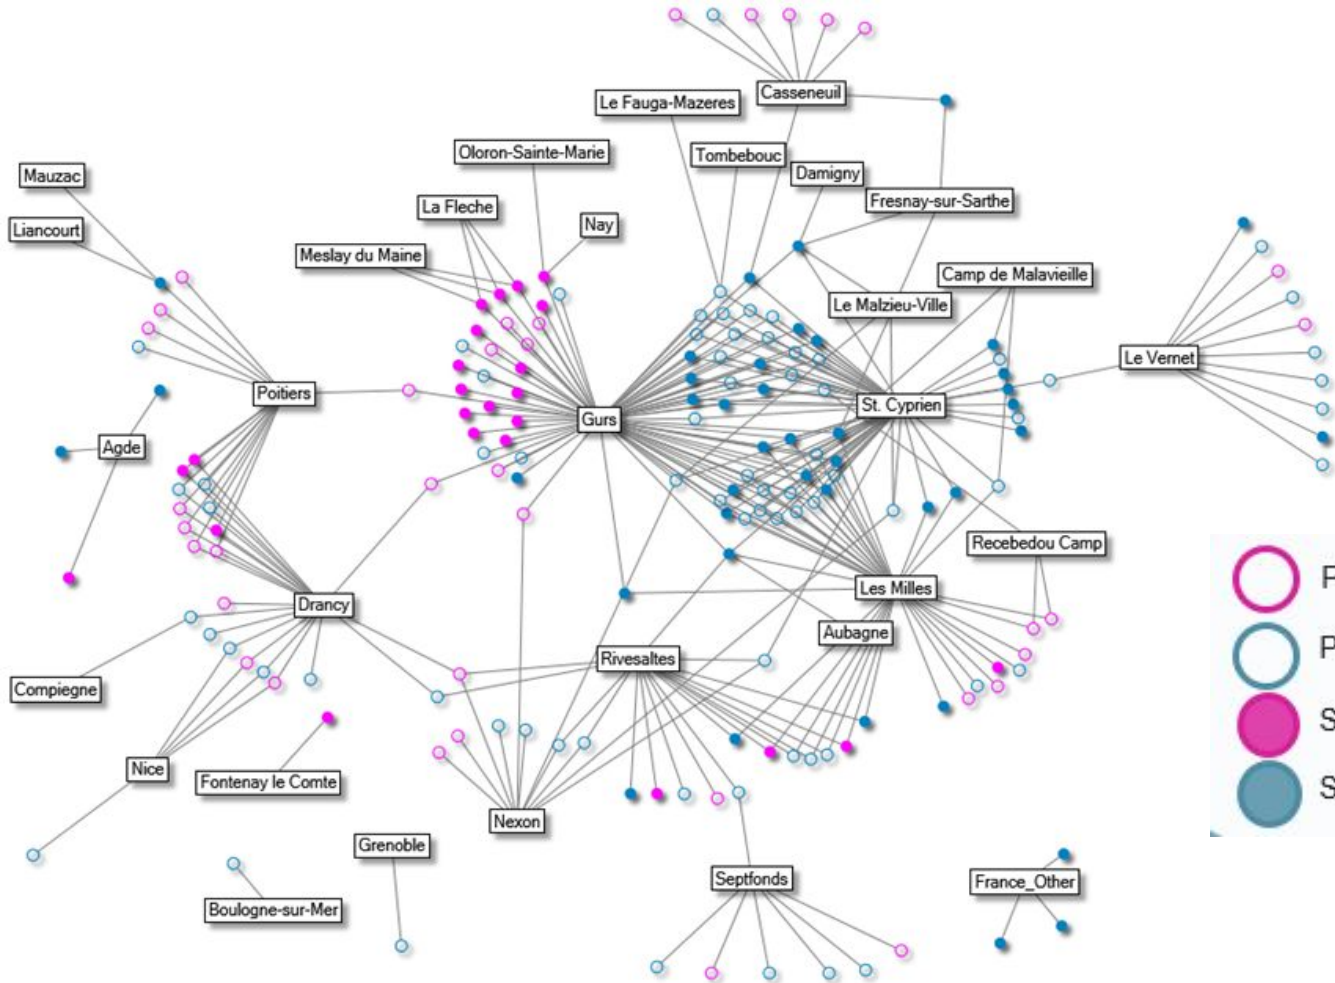 Casseneuil
Le Fauga-Mazeres
Oloron-Sainte-Marie
Tombebouc
Damigny
Mauzac
Fresnay-sur-Sarthe
La Fleche
Liancourt
Nay
Meslay du Maine
Camp de Malavieille
Le Malzieu-Ville
Le Vernet
Poitiers
St. Cyprien
Gurs
Agde
Recebedou Camp
P
Les Milles
Drancy
Aubagne
P
Rivesaltes
Compiegne
S
Nice
Fontenay le Comte
S
Nexon
Grenoble
Septfonds
France_Other
Boulogne-sur-Mer